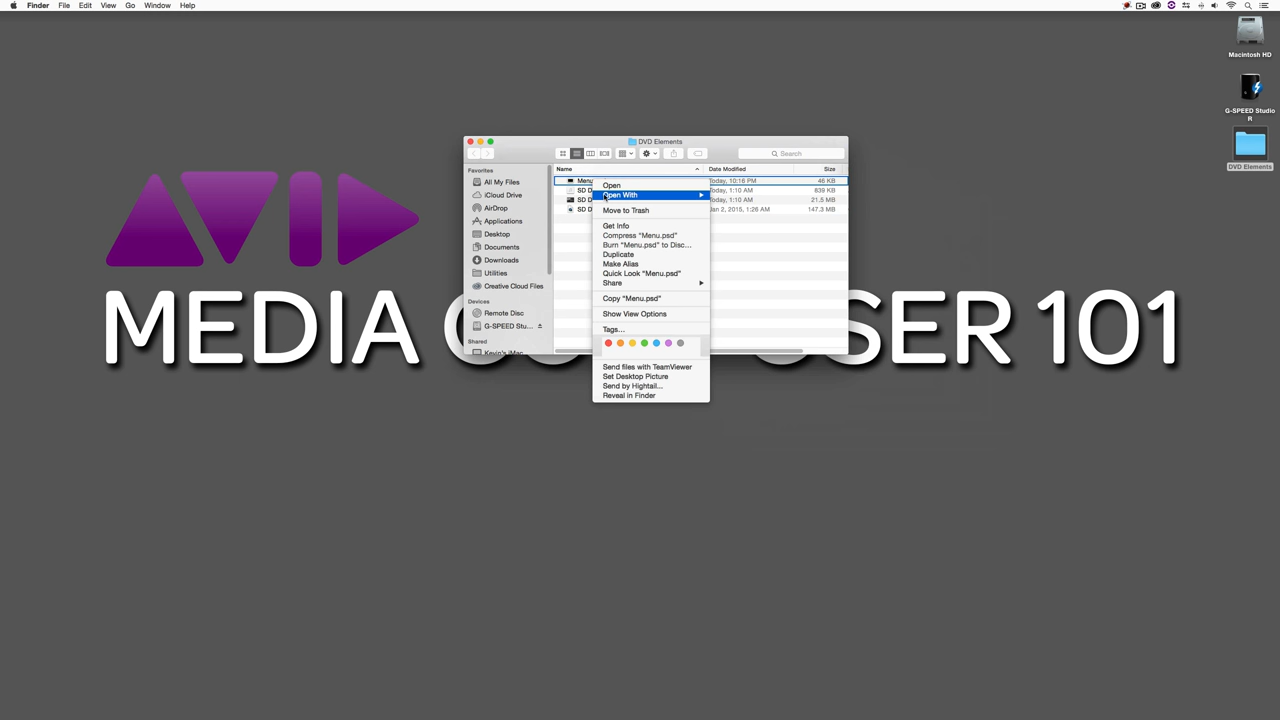 Finder File Edit View Go Window Help
Macintosh HD
G-SPEED Studio
R
DVD Elements
DVD Elements
Search
Favorites
All My Files
iCloud Drive
AirDrop
Applications
Desktop
Documents
Downloads
Utilities
Creative Cloud Files
Devices
Remote Disc
G-SPEED Stu...
Shared
Kevin's iMac
Name Date Modified Size
Menu Today, 10:16 PM 46 KB
SD D Today, 1:10 AM 839 KB
SD D Today, 1:10 AM 21.5 MB
SD D Jan 2, 2015, 1:26 AM 147.3 MB
Open
Open With
Move to Trash
Get Info
Compress "Menu.psd"
Burn "Menu.psd" to Disc...
Duplicate
Make Alias
Quick Look "Menu.psd"
Share
Copy "Menu.psd"
Show View Options
Tags...
Send files with TeamViewer
Set Desktop Picture
Send by Hightail...
Reveal in Finder
AVID
MEDIA C OSER 101